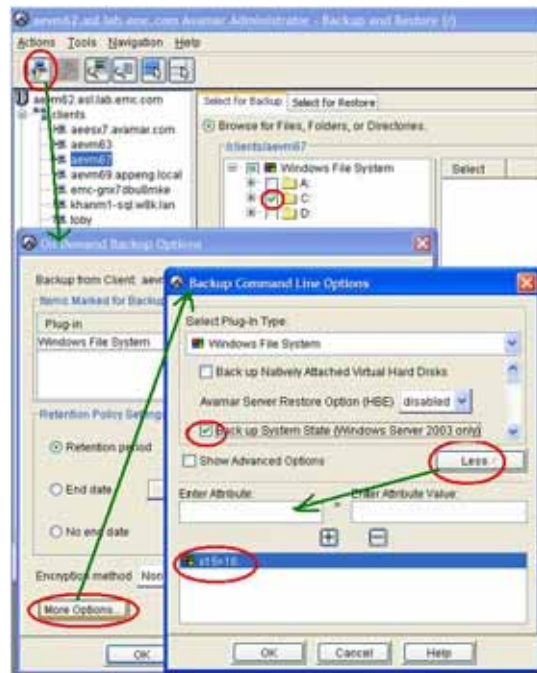 aevm62.asl.lab.emc.com Avamar Administrator - Backup and Restore (/)
Actions Tools Navigation Help
aevm62.asl.lab.emc.com
clients
aeesx7.avamar.com
aevm63
aevm67
aevm69.appeng.local
emc-gnx7dbu8mke
khanm1-sql.w8k.lan
toby
Select for Backup Select for Restore
Browse for Files, Folders, or Directories.
/clients/aevm67
Windows File System
A:
C:
D:
Select
On Demand Backup Options
Backup from Client: aevm
Items Marked for Backup
Plug-in
Windows File System
Retention Policy Settings
Retention period
End date
No end date
Encryption method Non
More Options...
OK
Backup Command Line Options
Select Plug-In Type:
Windows File System
Back up Natively Attached Virtual Hard Disks
Avamar Server Restore Option (HBE) disabled
Back up System State (Windows Server 2003 only)
Show Advanced Options
Less
Enter Attribute: Enter Attribute Value:
=
x15=16
OK Cancel Help